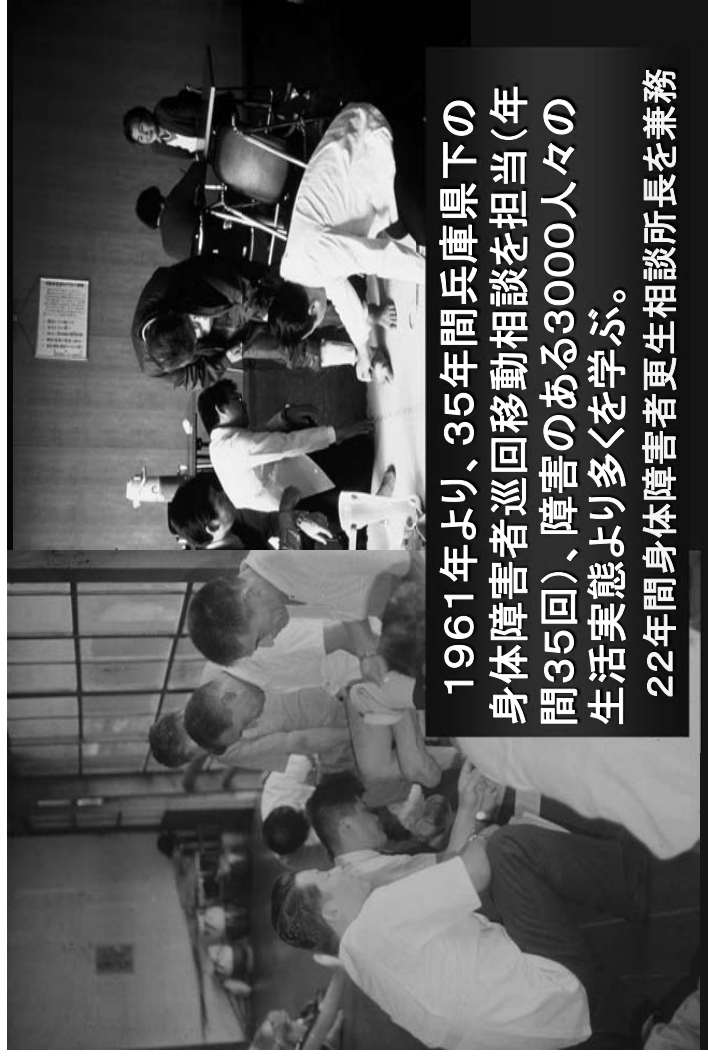 1961年より、35年間兵庫県下の
身体障害者巡回移動相談を担当（年
間35回）、障害のある3000人々の
生活実態より多くを学ぶ。
22年間身体障害者更生相談所長を兼務